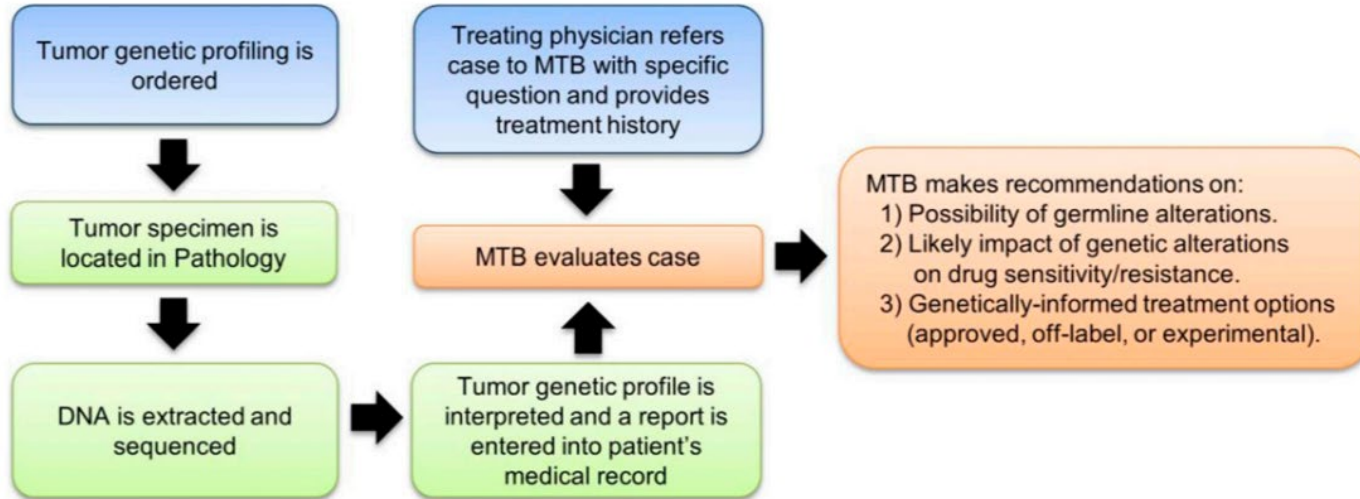 Tumor genetic profiling is
ordered
Tumor specimen is
located in Pathology
DNA is extracted and
sequenced
Treating physician refers
case to MTB with specific
question and provides
treatment history
MTB evaluates case
Tumor genetic profile is
interpreted and a report is
entered into patient’s
medical record
MTB makes recommendations on:
1) Possibility of germline alterations.
2) Likely impact of genetic alterations
on drug sensitivity/resistance.
3) Genetically-informed treatment options
(approved, off-label, or experimental).